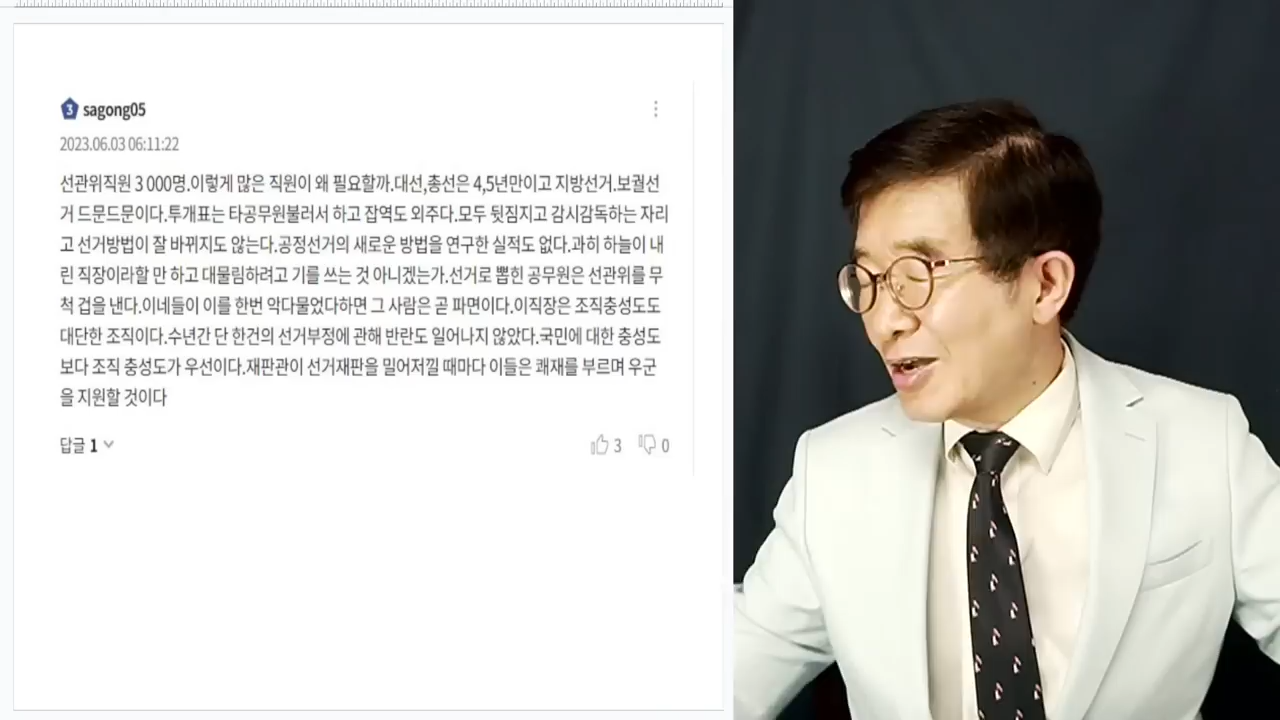 3 sagong05
2023.06.03 06:11:22
선관위직원 3 000명.이렇게 많은 직원이 왜 필요할까.대선,총선은 4,5년만이고 지방선거.보궐선
거 드문드문이다.투개표는 타공무원불러서 하고 잡역도 외주다.모두 뒷짐지고 감시감독하는 자리
고 선거방법이 잘 바뀌지도 않는다.공정선거의 새로운 방법을 연구한 실적도 없다.과히 하늘이 내
린 직장이라할 만 하고 대물림하려고 기를 쓰는 것 아니겠는가.선거로 뽑힌 공무원은 선관위를 무
척 겁을 낸다.이네들이 이를 한번 악다물었다하면 그 사람은 곧 파면이다.이직장은 조직충성도도
대단한 조직이다.수년간 단 한건의 선거부정에 관해 반란도 일어나지 않았다.국민에 대한 충성도
보다 조직 충성도가 우선이다.재판관이 선거재판을 밀어저낄 때마다 이들은 쾌재를 부르며 우군
을 지원할 것이다
답글 1 3 0